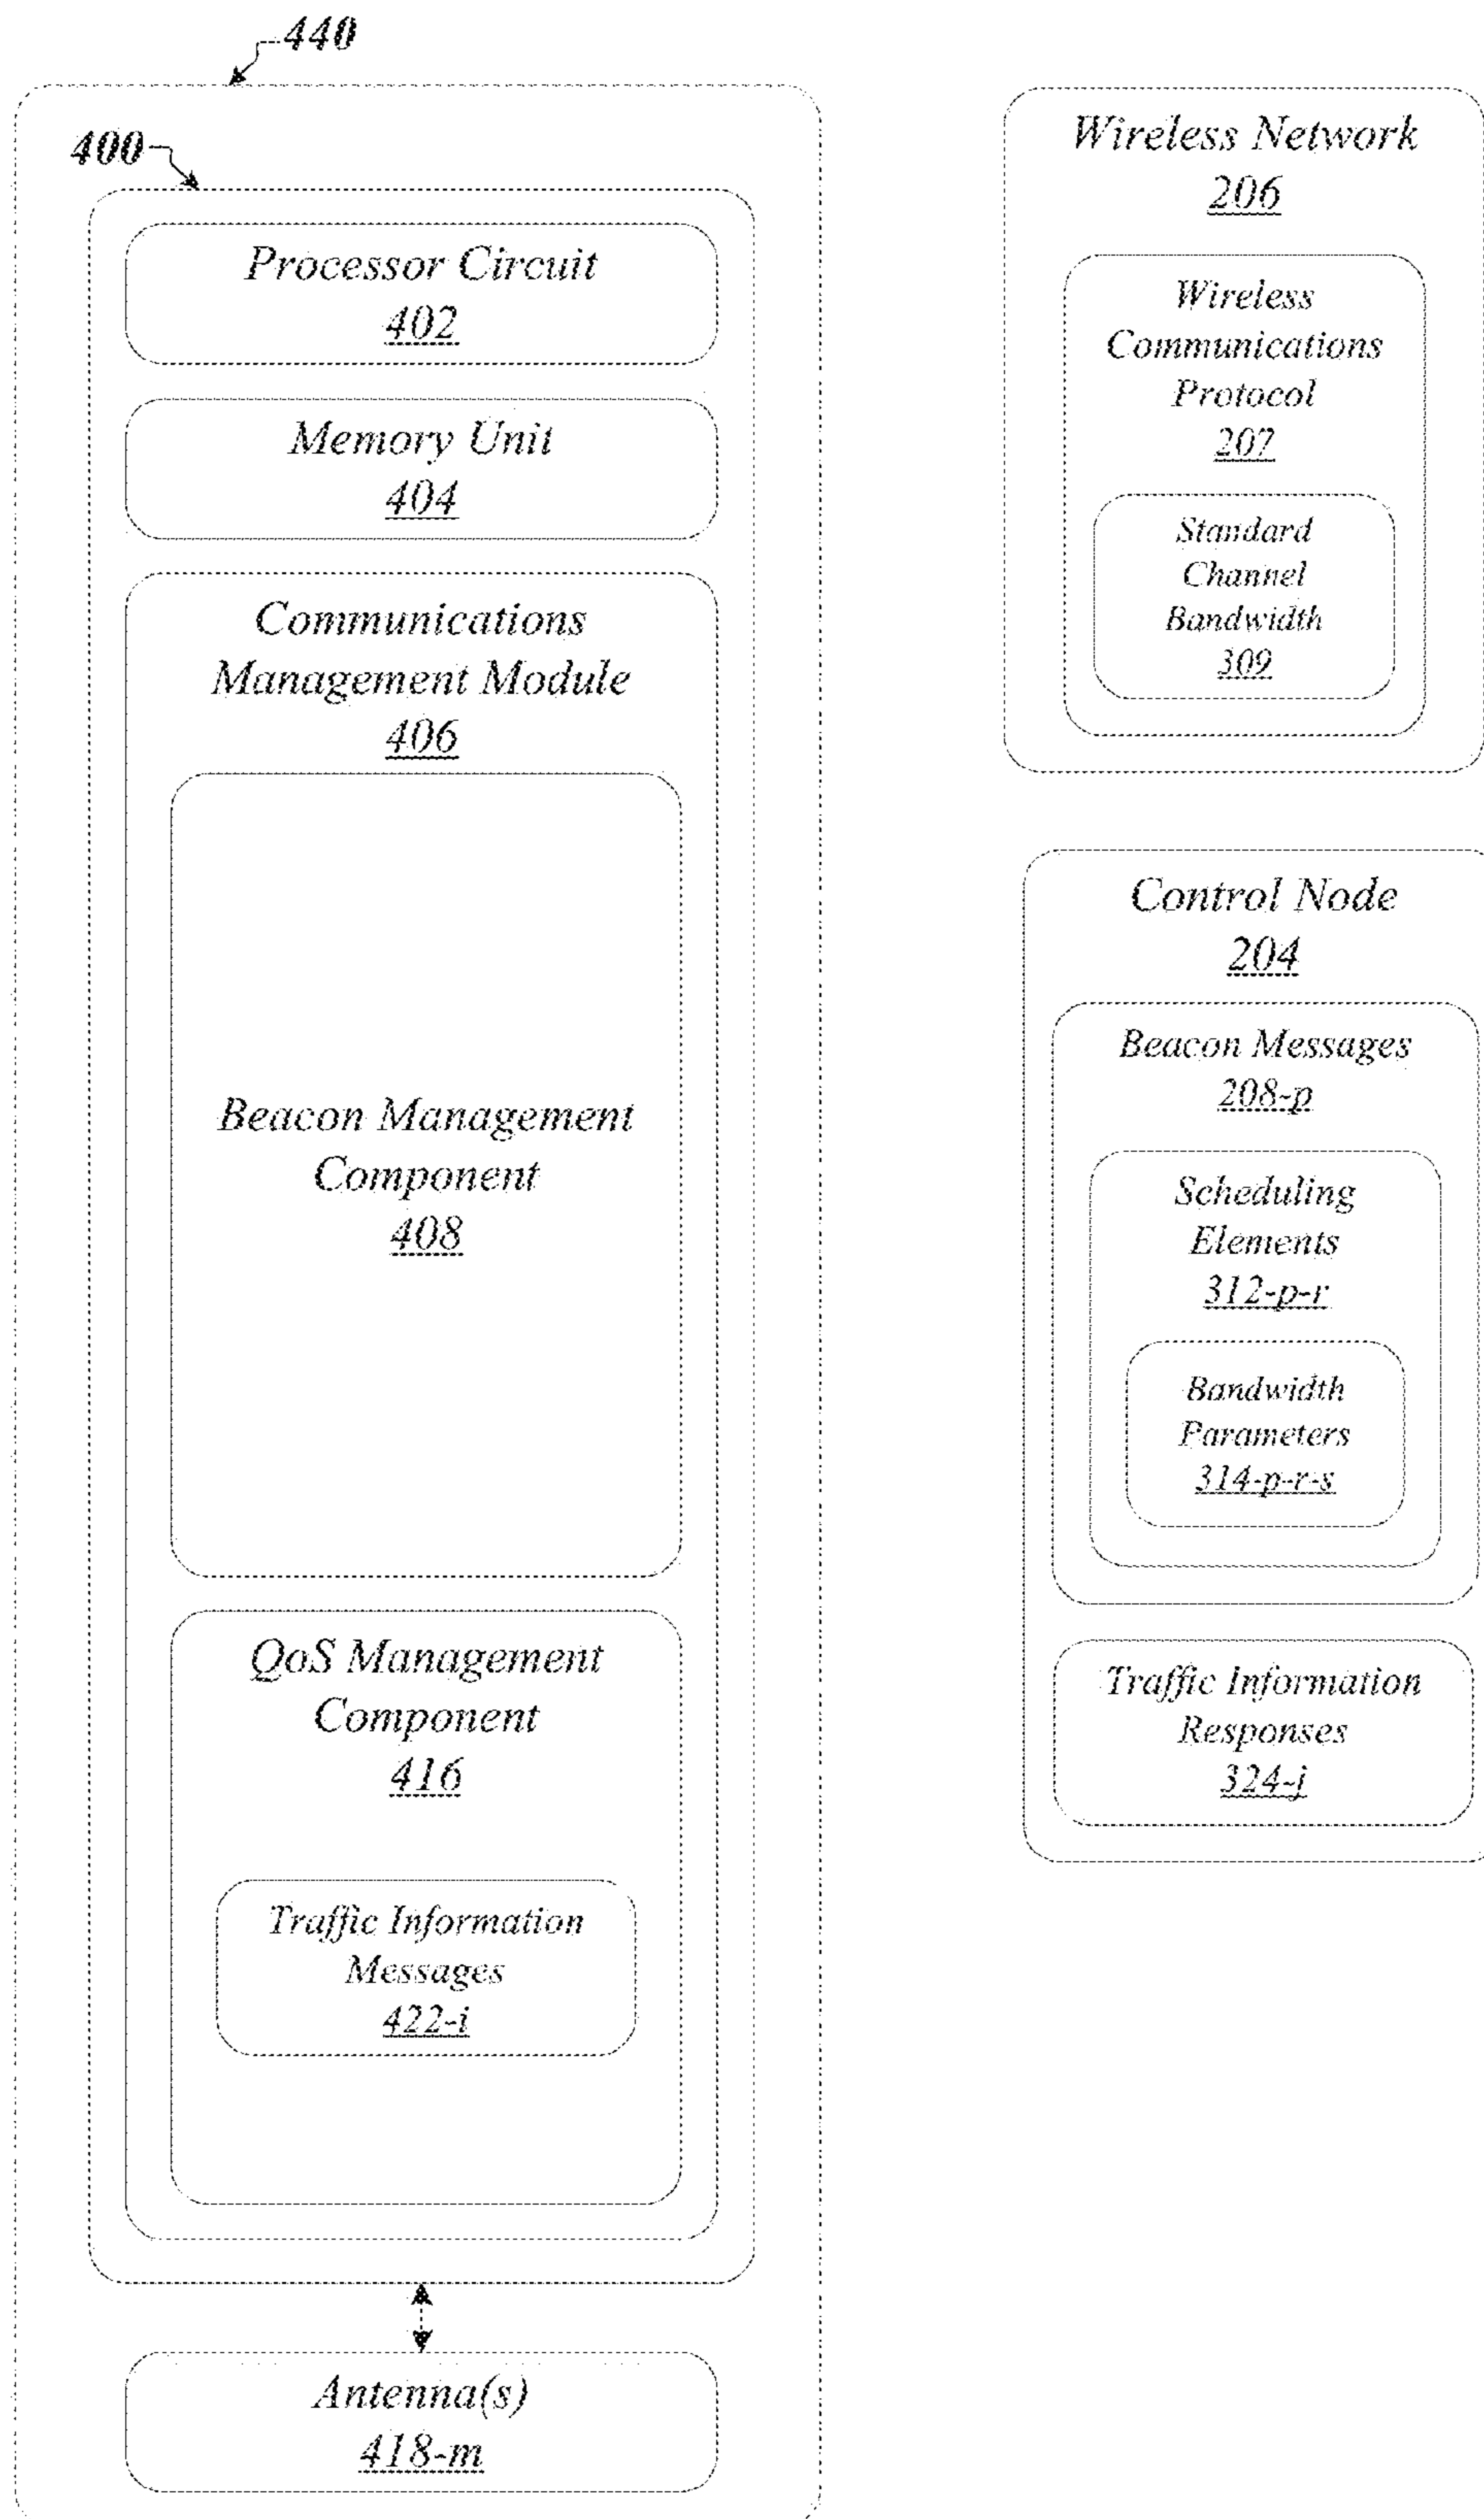 440
400
Processor Circuit
402
Memory Unit
404
Communications
Management Module
406
Beacon Management
Component
408
QoS Management
Component
416
Traffic Information
Messages
422-i
Antenna(s)
418-m
Wireless Network
206
Wireless
Communications
Protocol
207
Standard
Channel
Bandwidth
309
Control Node
204
Beacon Messages
208-p
Scheduling
Elements
312-p-r
Bandwidth
Parameters
314-p-r-s
Traffic Information
Responses
324-j